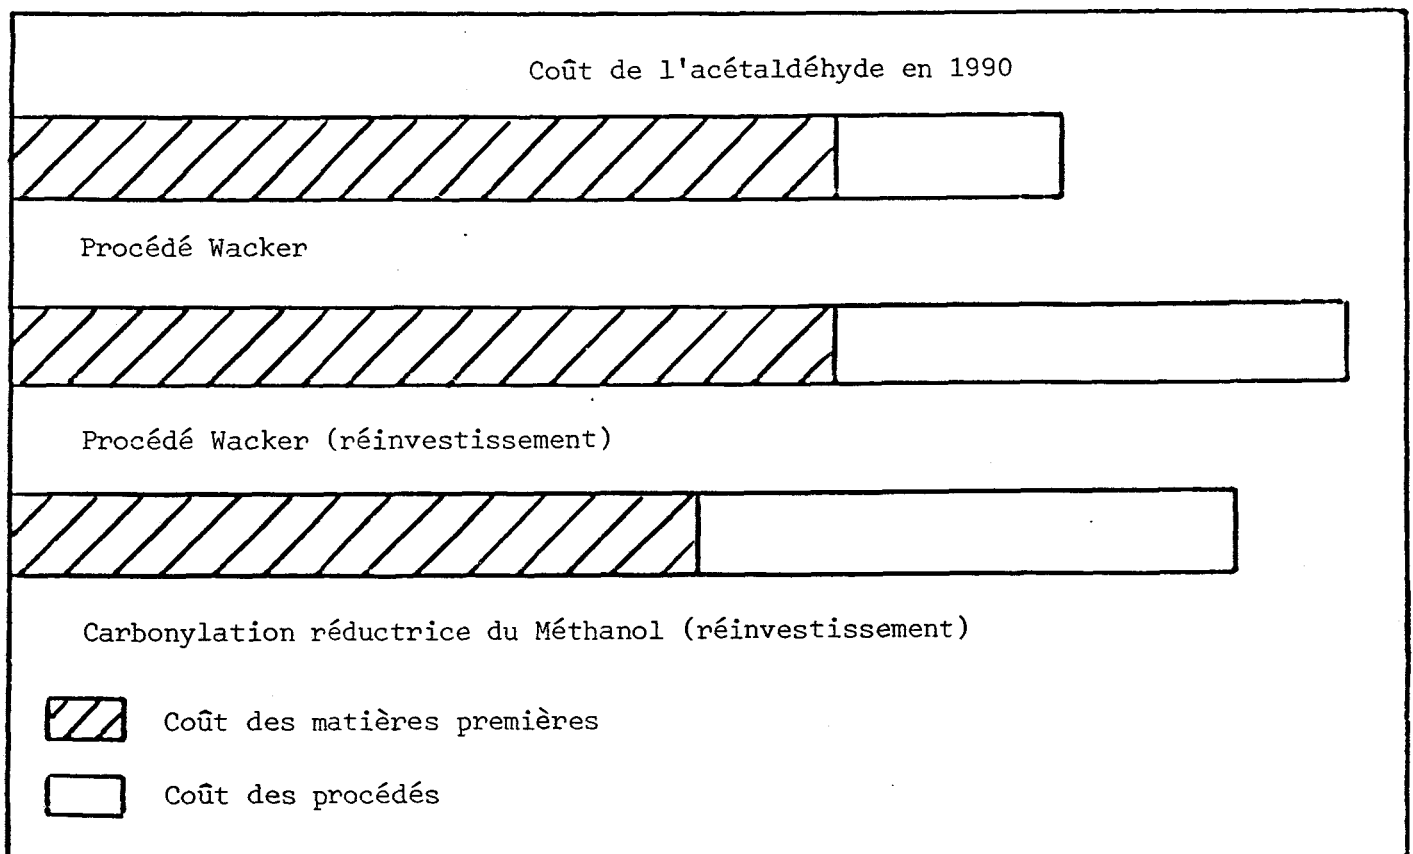 Coût de l'acétaldéhyde en 1990
Procédé Wacker
Procédé Wacker (réinvestissement)
Carbonylation réductrice du Méthanol (réinvestissement)
Coût des matières premières
Coût des procédés